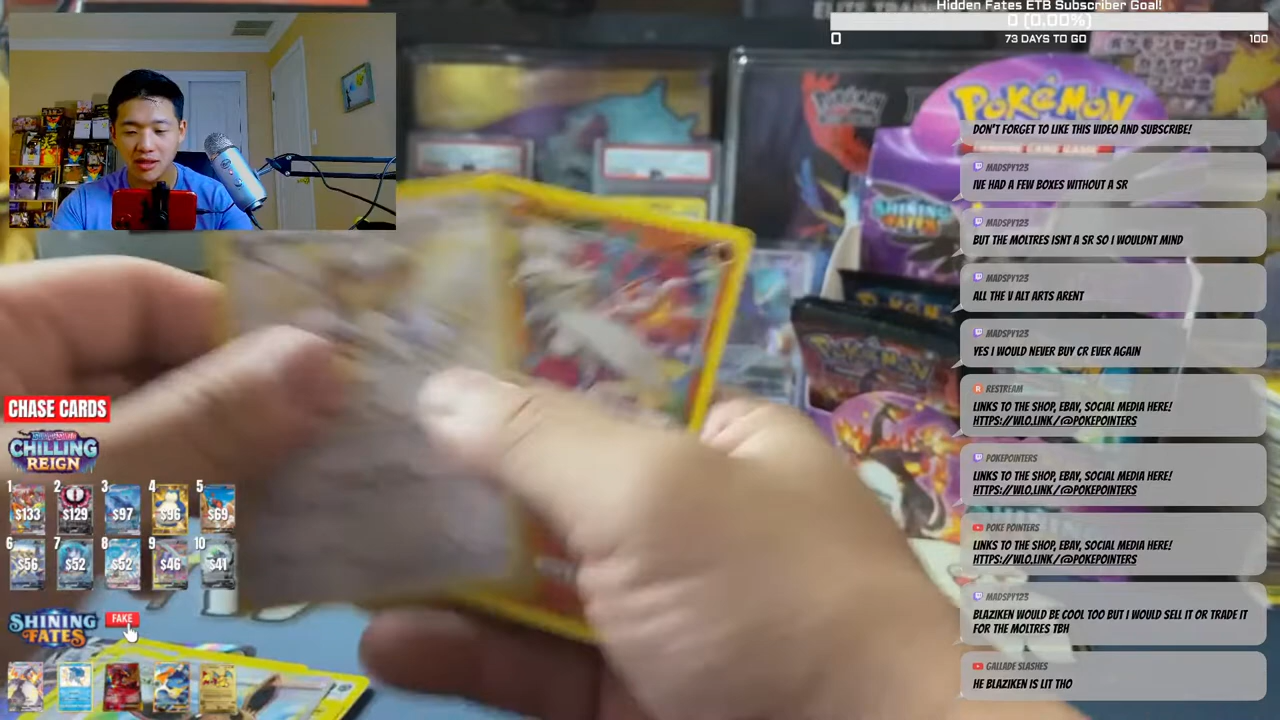 Hidden Fates ETB Subscriber Goal!
0 (0.00%)
0
73 DAYS TO GO
100
ELITE TRAIN
POKÉMON
SHINING
FATES
DON'T FORGET TO LIKE THIS VIDEO AND SUBSCRIBE!
MADSPY123
IVE HAD A FEW BOXES WITHOUT A SR
MADSPY123
BUT THE MOLTRES ISNT A SR SO I WOULDNT MIND
MADSPY123
ALL THE V ALT ARTS ARENT
MADSPY123
YES I WOULD NEVER BUY CR EVER AGAIN
RESTREAM
LINKS TO THE SHOP, EBAY, SOCIAL MEDIA HERE!
HTTPS://WLO.LINK/@POKEPOINTERS
POKEPOINTERS
LINKS TO THE SHOP, EBAY, SOCIAL MEDIA HERE!
HTTPS://WLO.LINK/@POKEPOINTERS
POKE POINTERS
LINKS TO THE SHOP, EBAY, SOCIAL MEDIA HERE!
HTTPS://WLO.LINK/@POKEPOINTERS
MADSPY123
BLAZIKEN WOULD BE COOL TOO BUT I WOULD SELL IT OR TRADE IT
FOR THE MOLTRES TBH
GALLADE SLASHES
HE BLAZIKEN IS LIT THO
CHASE CARDS
CHILLING
REIGN
1 2 3 4 5
$133 $129 $97 $96 $69
6 7 8 9 10
$56 $52 $52 $46 $41
SHINING
FATES
FAKE